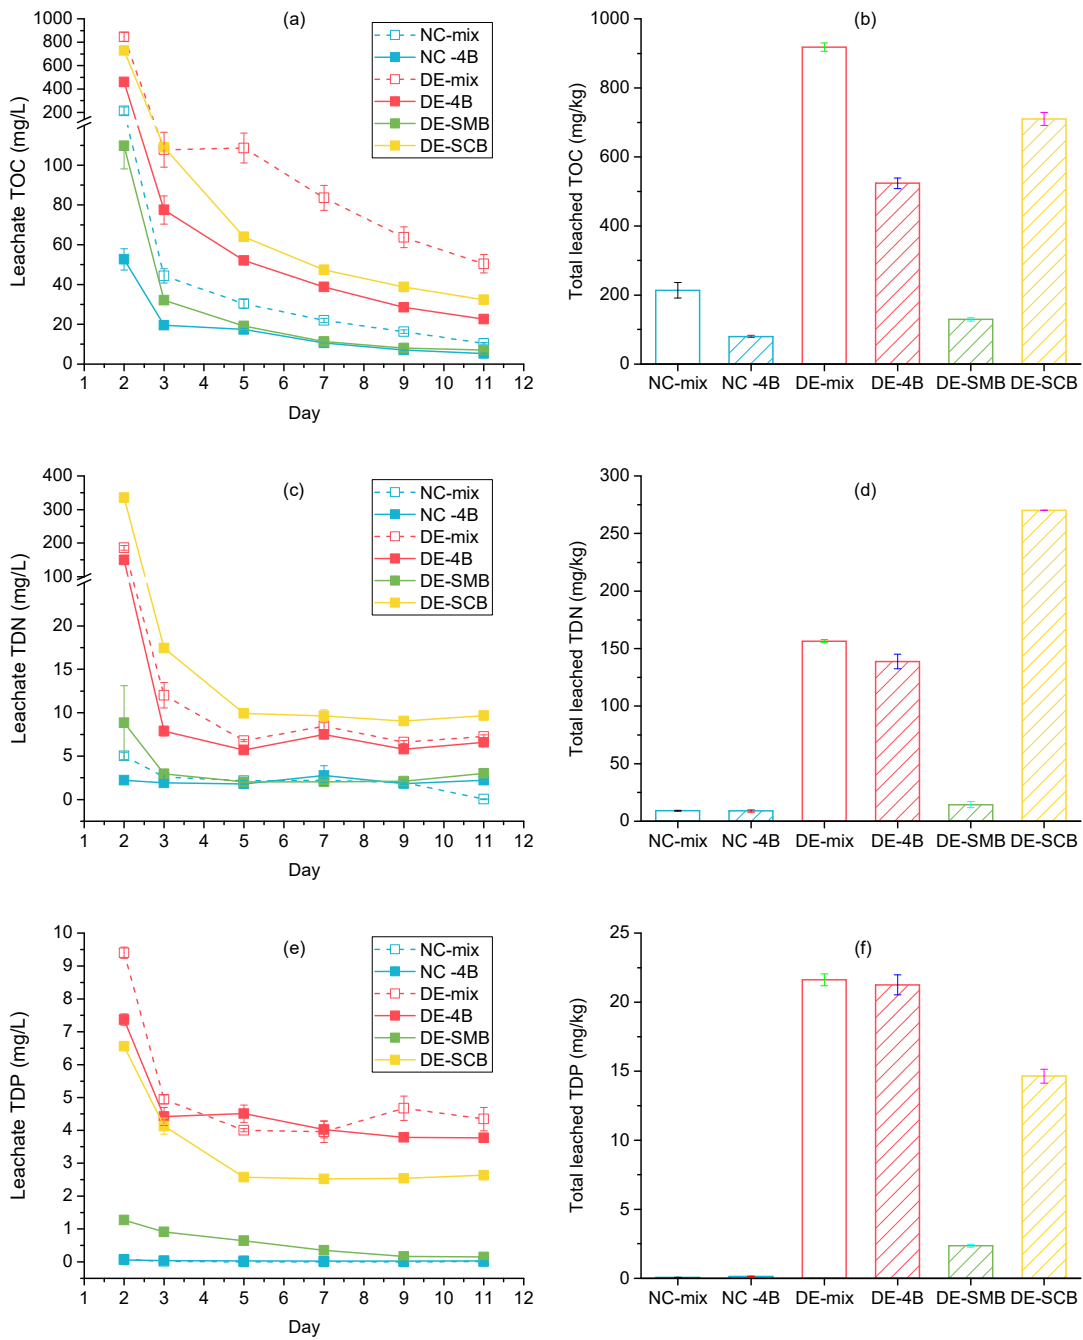 (a)
Leachate TOC (mg/L)
1000
800
600
400
200
100
80
60
40
20
0
1 2 3 4 5 6 7 8 9 10 11 12
Day
NC-mix
NC -4B
DE-mix
DE-4B
DE-SMB
DE-SCB
(b)
Total leached TOC (mg/kg)
1000
800
600
400
200
0
NC-mix NC -4B DE-mix DE-4B DE-SMB DE-SCB
(c)
Leachate TDN (mg/L)
400
300
200
100
20
15
10
5
0
1 2 3 4 5 6 7 8 9 10 11 12
Day
NC-mix
NC -4B
DE-mix
DE-4B
DE-SMB
DE-SCB
(d)
Total leached TDN (mg/kg)
300
250
200
150
100
50
0
NC-mix NC -4B DE-mix DE-4B DE-SMB DE-SCB
(e)
Leachate TDP (mg/L)
10
9
8
7
6
5
4
3
2
1
0
1 2 3 4 5 6 7 8 9 10 11 12
Day
NC-mix
NC -4B
DE-mix
DE-4B
DE-SMB
DE-SCB
(f)
Total leached TDP (mg/kg)
25
20
15
10
5
0
NC-mix NC -4B DE-mix DE-4B DE-SMB DE-SCB